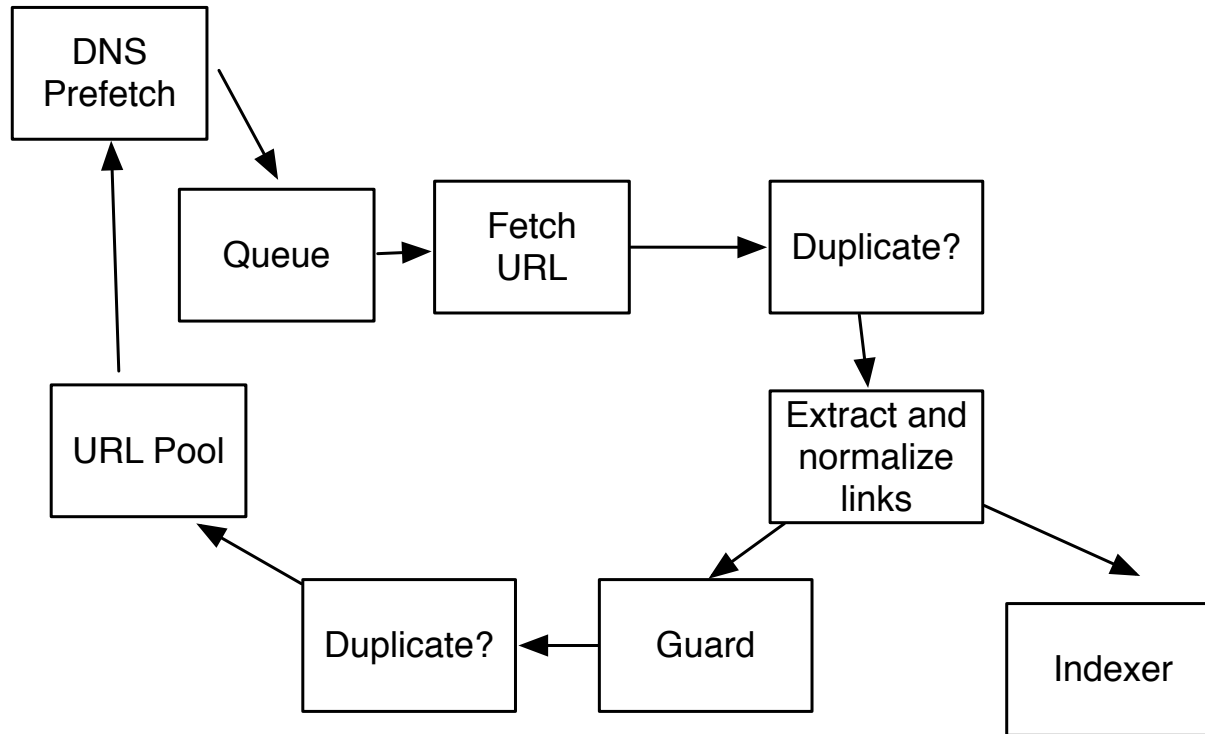 DNS
Prefetch
Queue
Fetch
URL
Duplicate?
URL Pool
Extract and
normalize
links
Duplicate?
Guard
Indexer